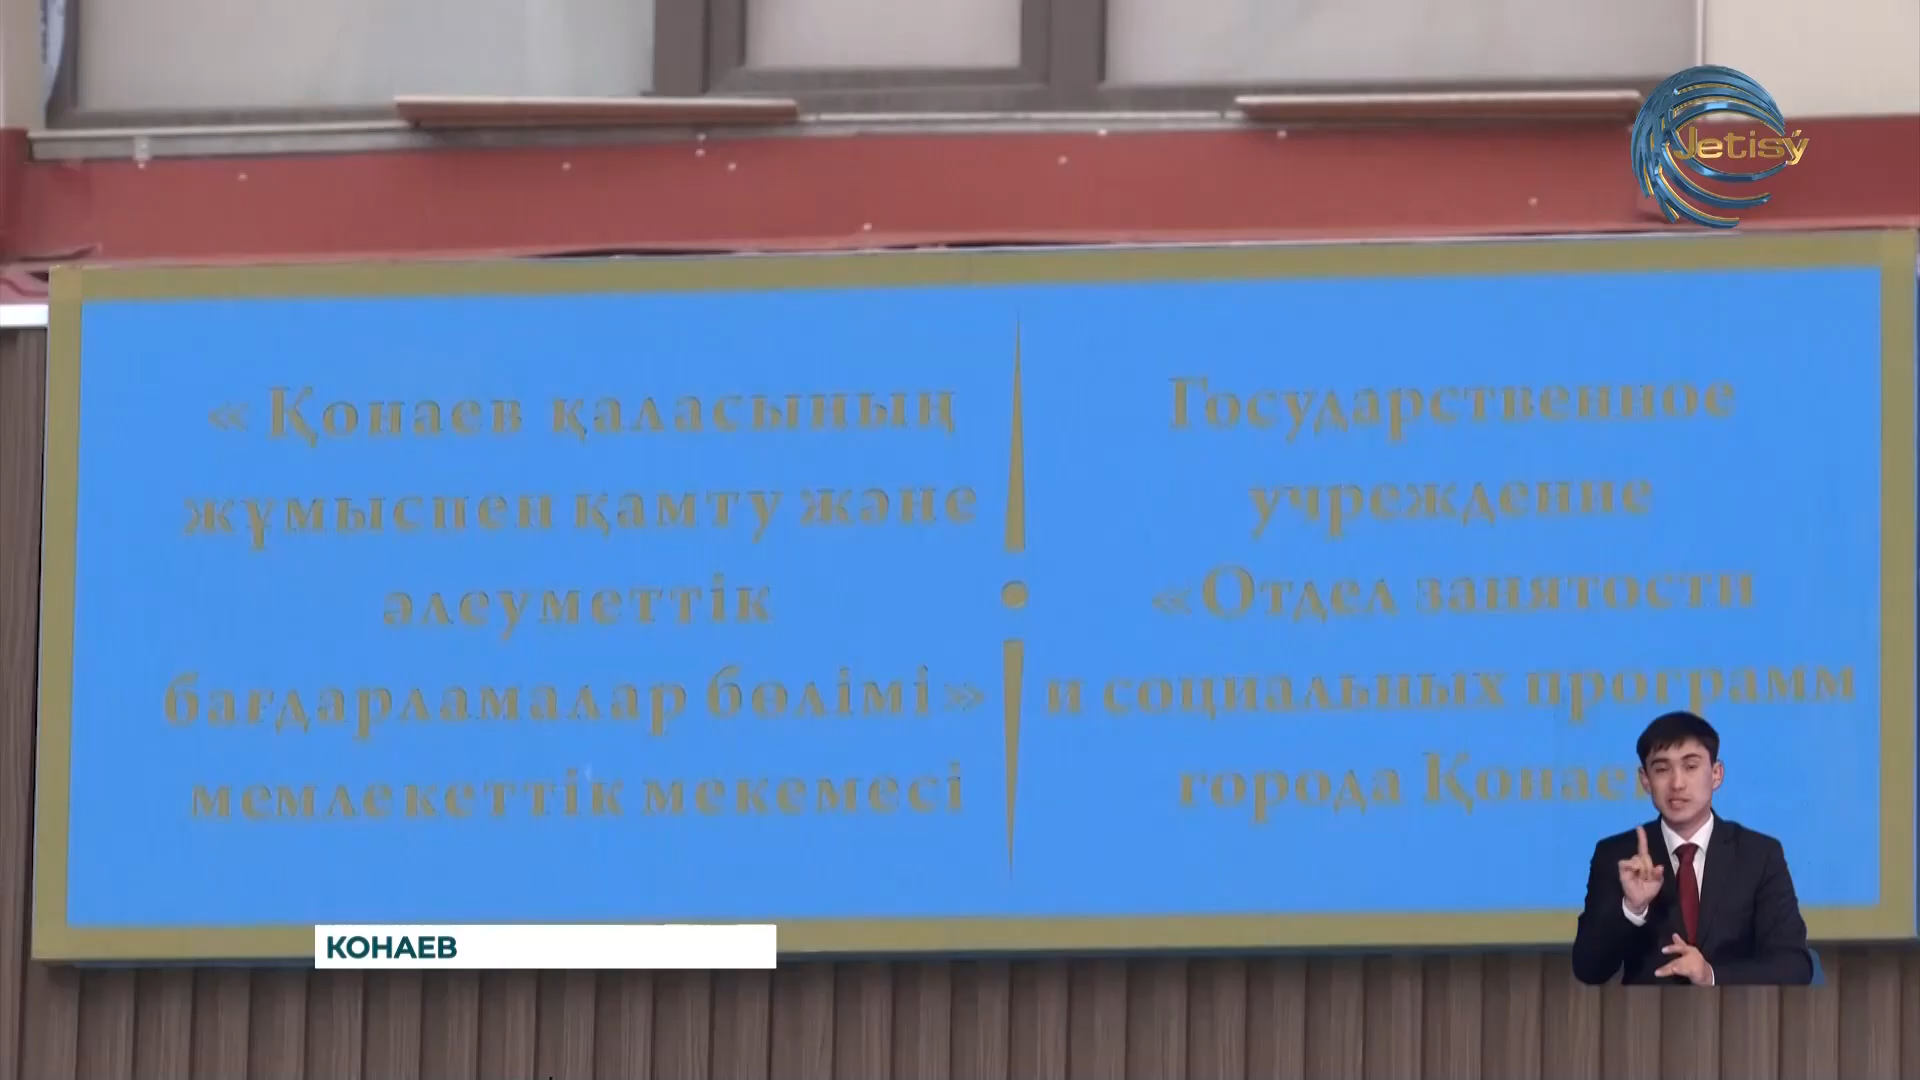 Jetisý
« Қонаев қаласының
жұмыспен қамту және
әлеуметтік
бағдарламалар бөлімі»
мемлекеттік мекемесі
Государственное
учреждение
«Отдел занятости
и социальных программ
города Қонаев
КОНАЕВ